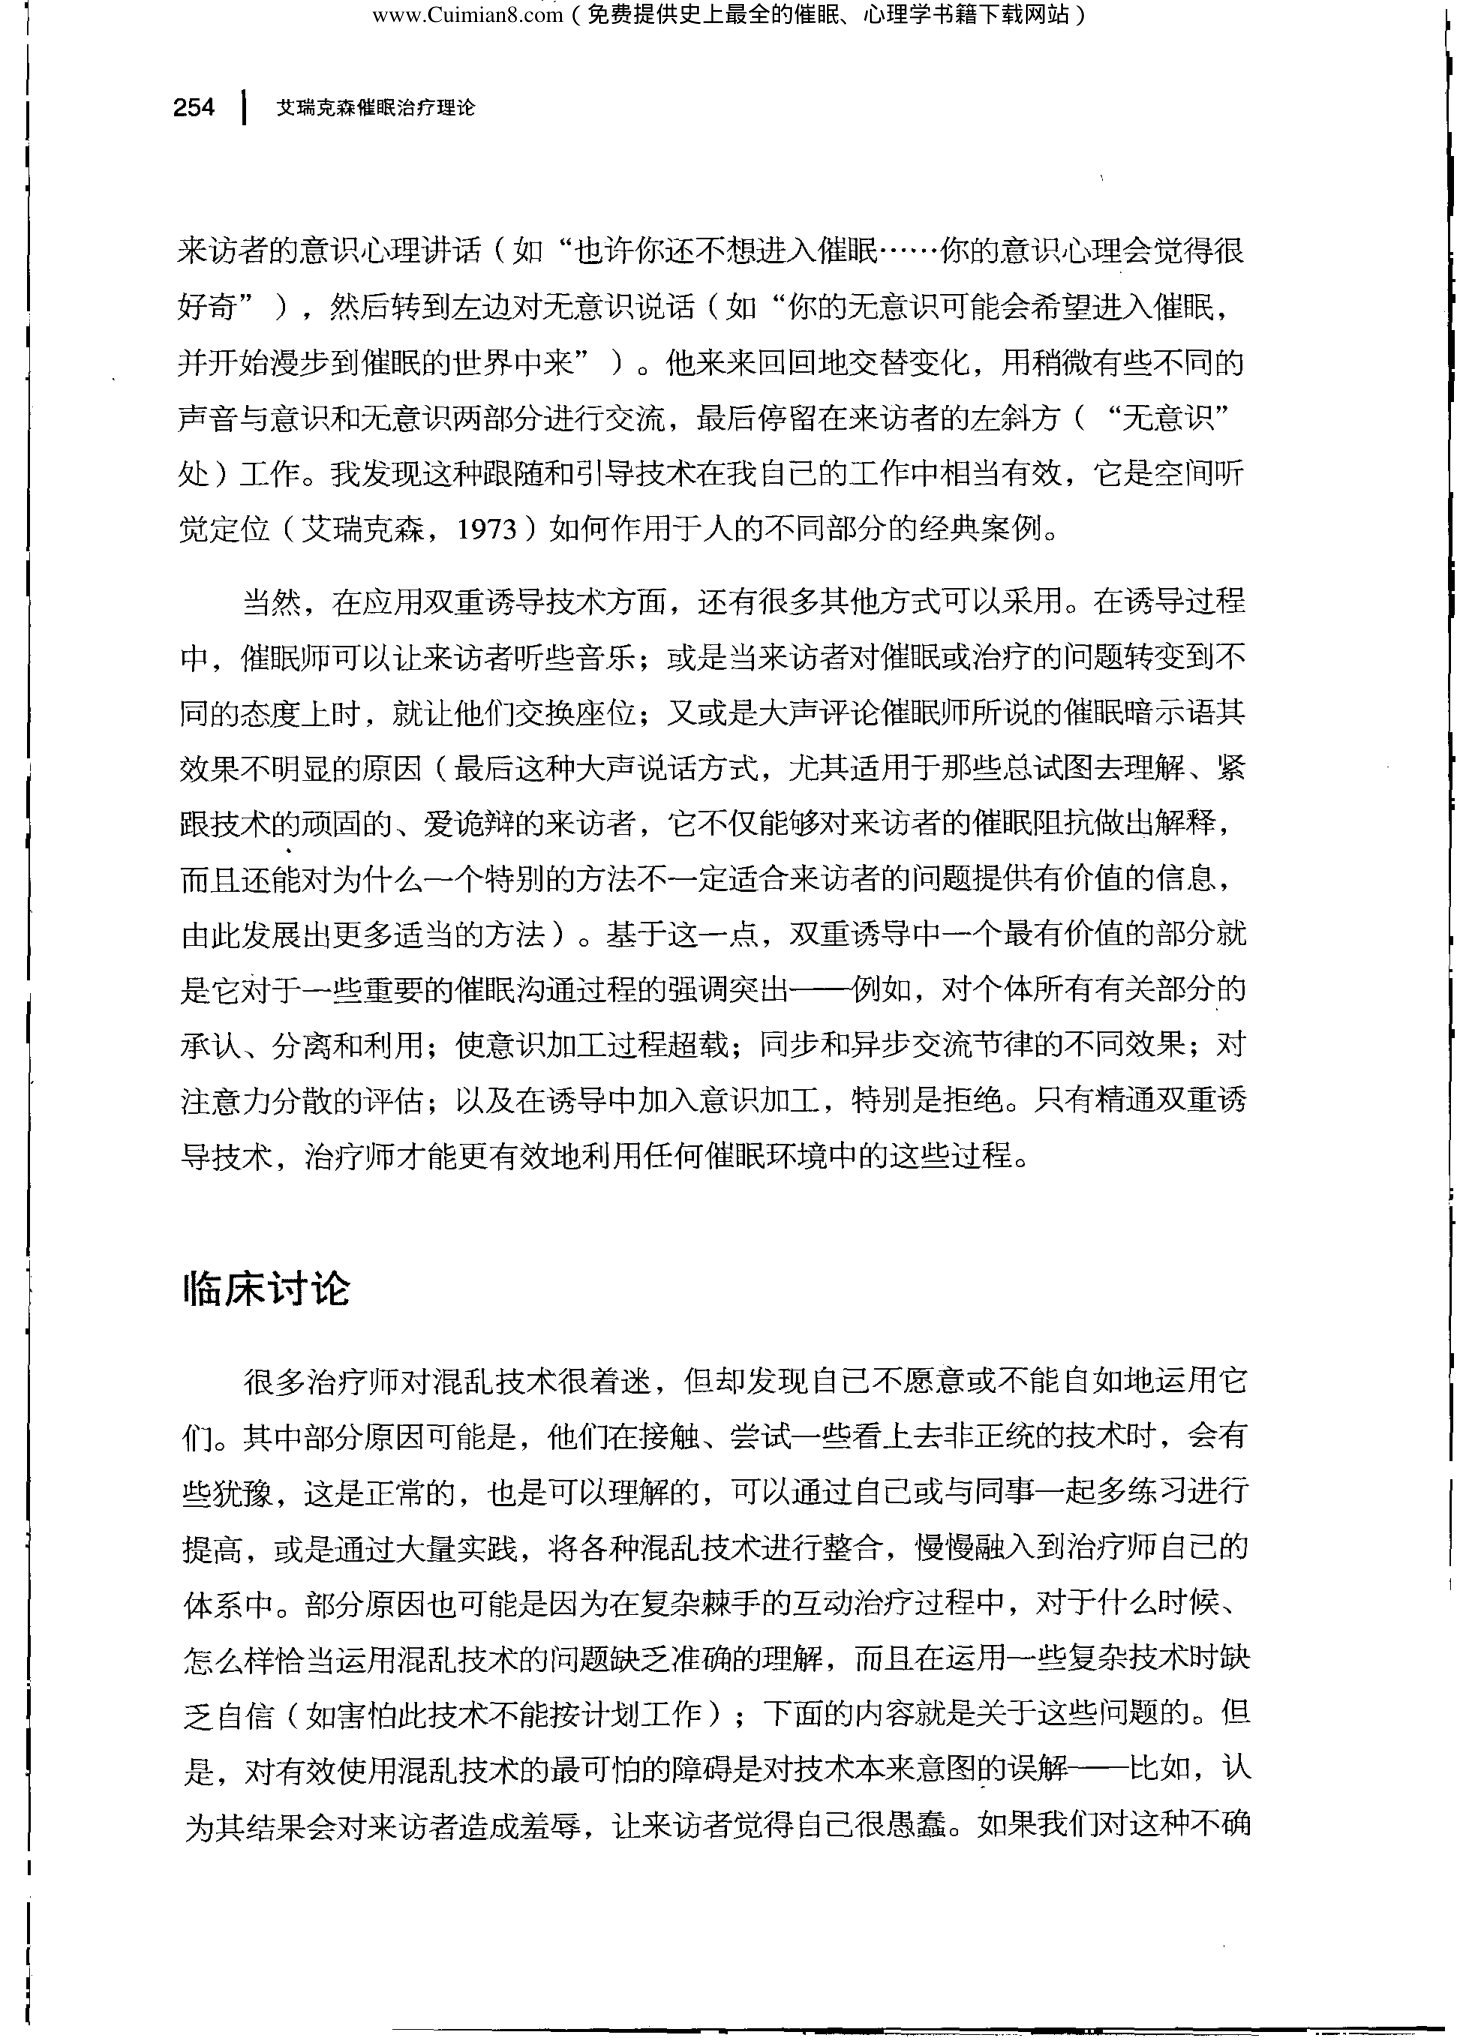 www.Cuimian8.com（免费提供史上最全的催眠、心理学书籍下载网站）
254 艾瑞克森催眠治疗理论
来访者的意识心理讲话（如“也许你还不想进入催眠……你的意识心理会觉得很
好奇”），然后转到左边对无意识说话（如“你的无意识可能会希望进入催眠，
并开始漫步到催眠的世界中来”）。他来来回回地交替变化，用稍微有些不同的
声音与意识和无意识两部分进行交流，最后停留在来访者的左斜方（“无意识”
处）工作。我发现这种跟随和引导技术在我自己的工作中相当有效，它是空间听
觉定位（艾瑞克森，1973）如何作用于人的不同部分的经典案例。
当然，在应用双重诱导技术方面，还有很多其他方式可以采用。在诱导过程
中，催眠师可以让来访者听些音乐；或是当来访者对催眠或治疗的问题转变到不
同的态度上时，就让他们交换座位；又或是大声评论催眠师所说的催眠暗示语其
效果不明显的原因（最后这种大声说话方式，尤其适用于那些总试图去理解、紧
跟技术的顽固的、爱诡辩的来访者，它不仅能够对来访者的催眠阻抗做出解释，
而且还能对为什么一个特别的方法不一定适合来访者的问题提供有价值的信息，
由此发展出更多适当的方法）。基于这一点，双重诱导中一个最有价值的部分就
是它对于一些重要的催眠沟通过程的强调突出——例如，对个体所有有关部分的
承认、分离和利用；使意识加工过程超载；同步和异步交流节律的不同效果；对
注意力分散的评估；以及在诱导中加入意识加工，特别是拒绝。只有精通双重诱
导技术，治疗师才能更有效地利用任何催眠环境中的这些过程。
临床讨论
很多治疗师对混乱技术很着迷，但却发现自己不愿意或不能自如地运用它
们。其中部分原因可能是，他们在接触、尝试一些看上去非正统的技术时，会有
些犹豫，这是正常的，也是可以理解的，可以通过自己或与同事一起多练习进行
提高，或是通过大量实践，将各种混乱技术进行整合，慢慢融入到治疗师自己的
体系中。部分原因也可能是因为在复杂棘手的互动治疗过程中，对于什么时候、
怎么样恰当运用混乱技术的问题缺乏准确的理解，而且在运用一些复杂技术时缺
乏自信（如害怕此技术不能按计划工作）；下面的内容就是关于这些问题的。但
是，对有效使用混乱技术的最可怕的障碍是对技术本来意图的误解——比如，认
为其结果会对来访者造成羞辱，让来访者觉得自己很愚蠢。如果我们对这种不确